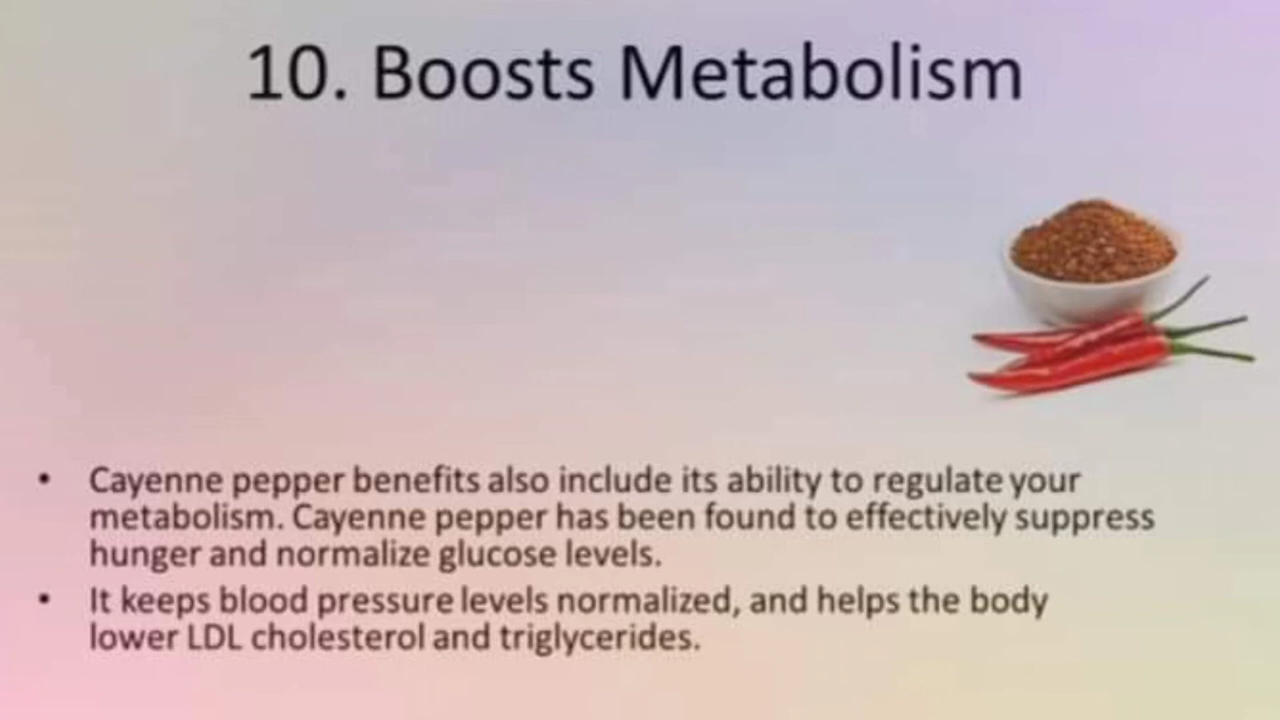 10. Boosts Metabolism
• Cayenne pepper benefits also include its ability to regulate your
metabolism. Cayenne pepper has been found to effectively suppress
hunger and normalize glucose levels.
• It keeps blood pressure levels normalized, and helps the body
lower LDL cholesterol and triglycerides.